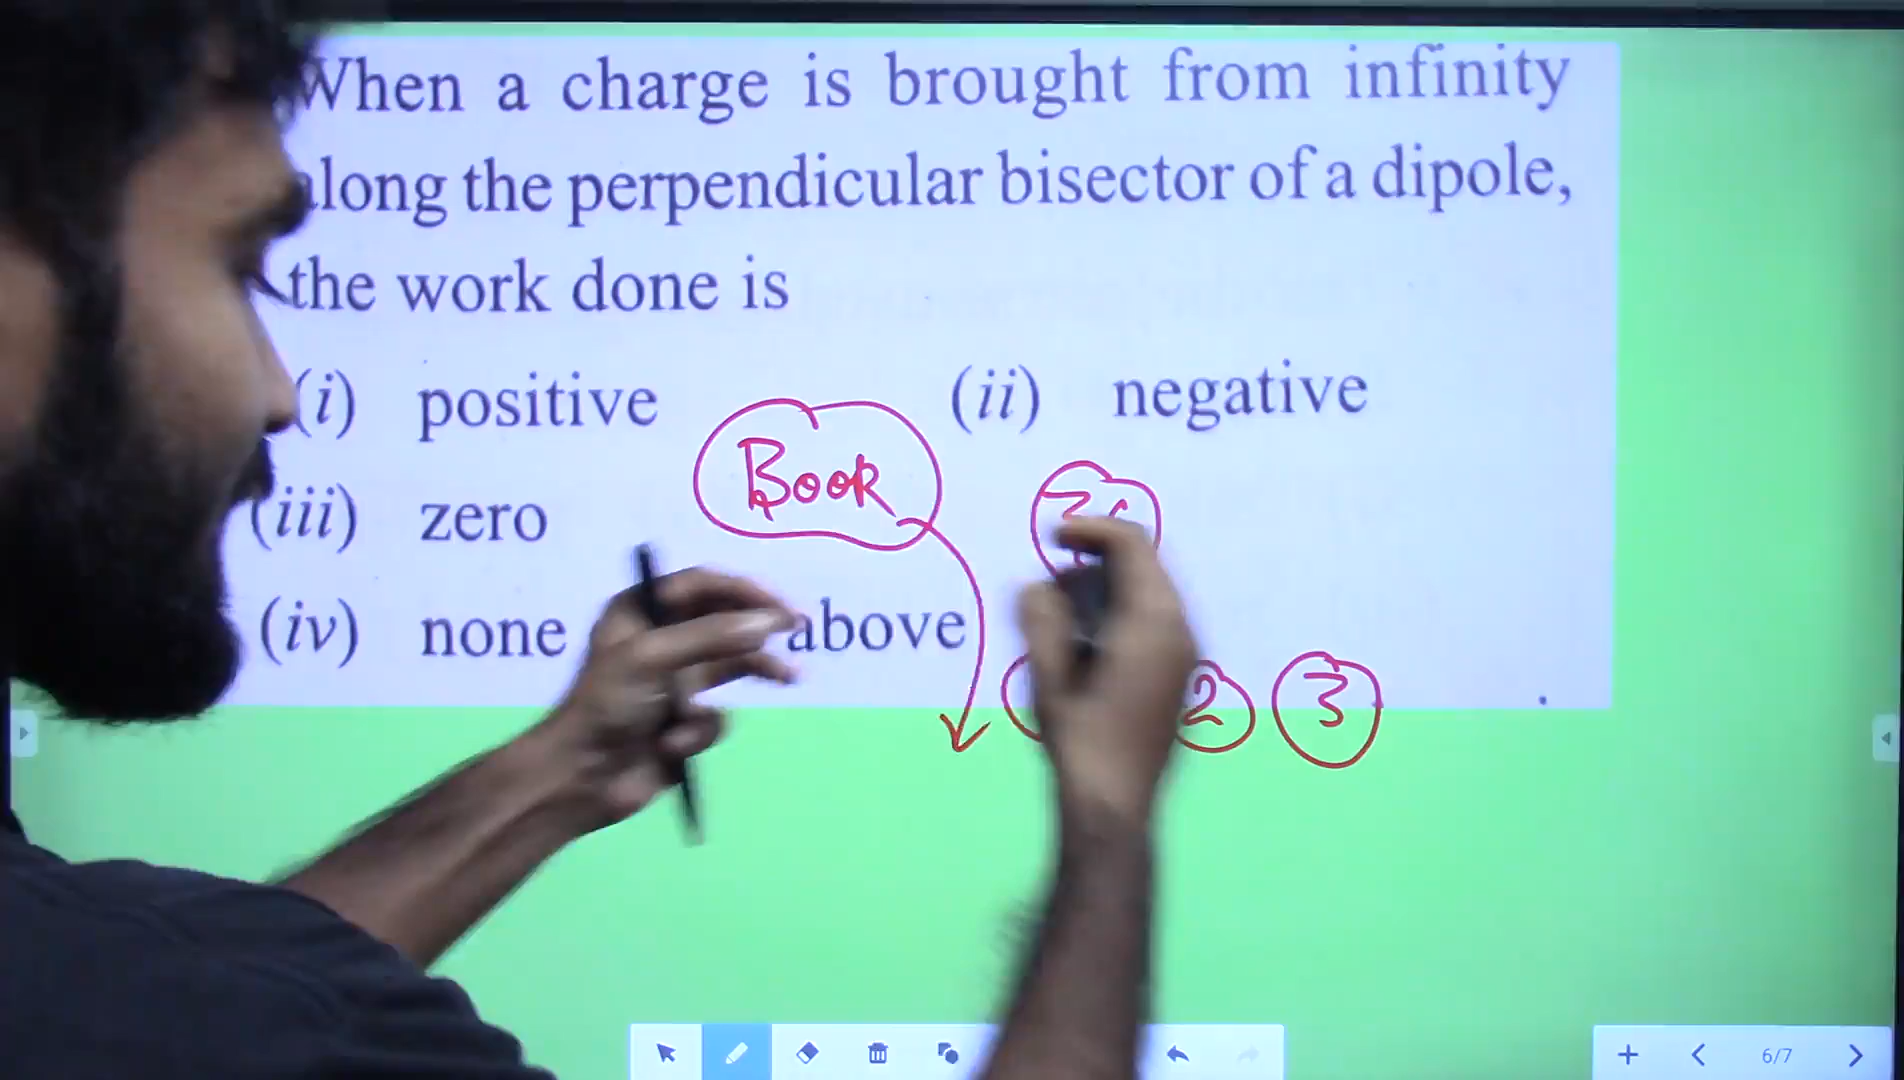 When a charge is brought from infinity
along the perpendicular bisector of a dipole,
the work done is
(i) positive (ii) negative
(iii) zero
(iv) none above
Book
2 3
6/7